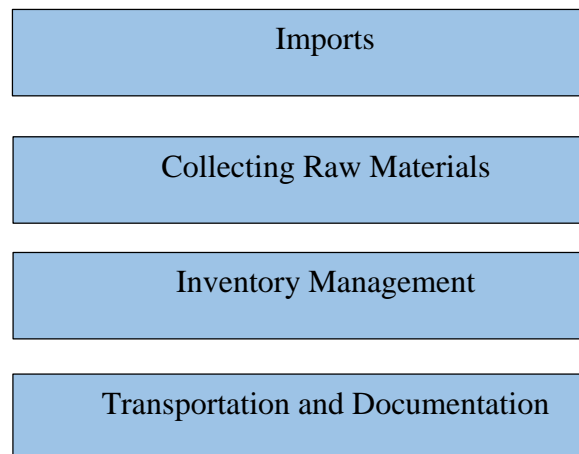 Imports
Collecting Raw Materials
Inventory Management
Transportation and Documentation